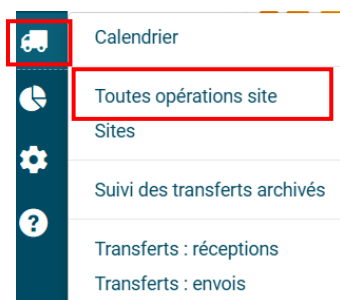 Calendrier
Toutes opérations site
Sites
Suivi des transferts archivés
Transferts : réceptions
Transferts : envois